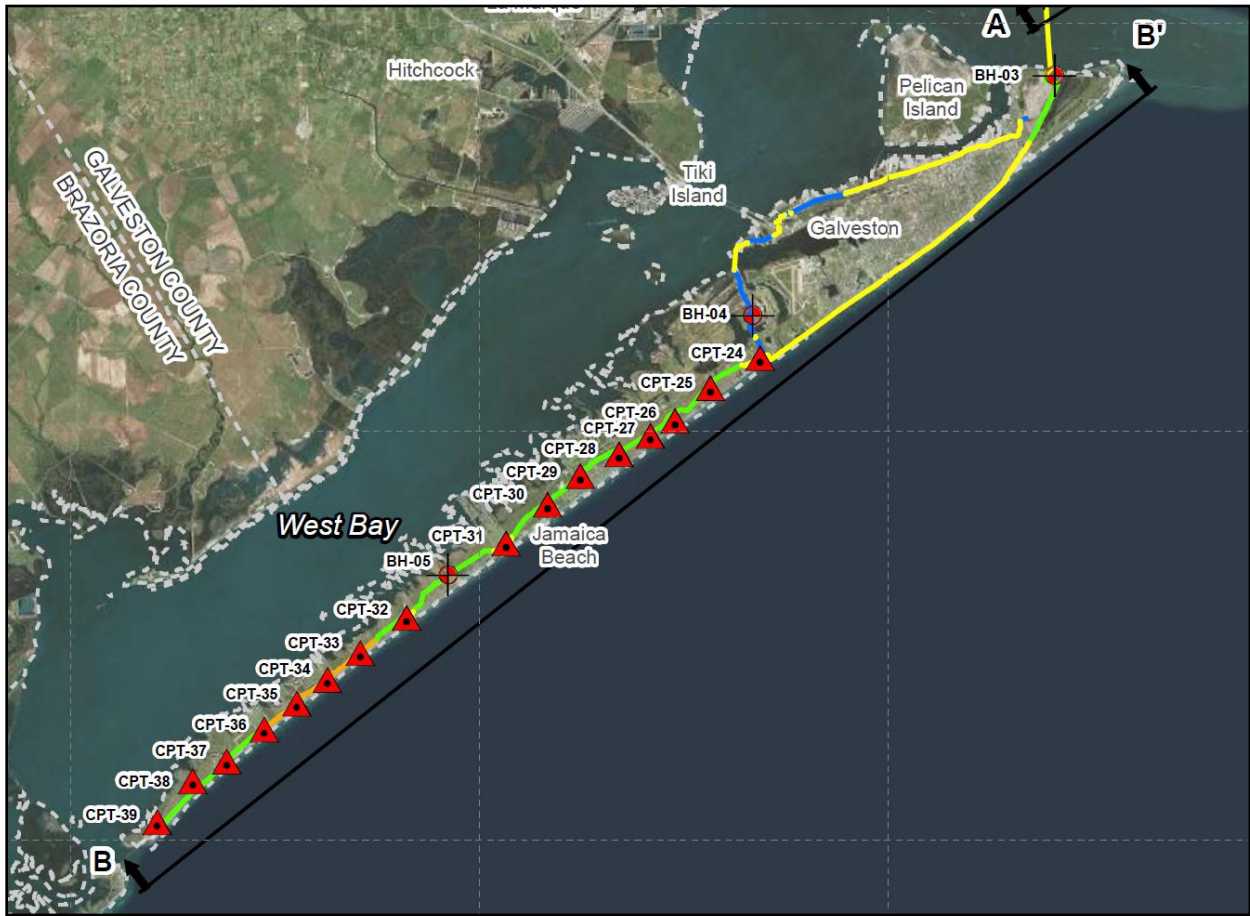 La Marque
A
B'
Hitchcock
BH-03
Pelican
Island
GALVESTON COUNTY
BRAZORIA COUNTY
Tiki
Island
Galveston
BH-04
CPT-24
CPT-25
CPT-26
CPT-27
CPT-28
CPT-29
CPT-30
West Bay
CPT-31
Jamaica
Beach
BH-05
CPT-32
CPT-33
CPT-34
CPT-35
CPT-36
CPT-37
CPT-38
CPT-39
B